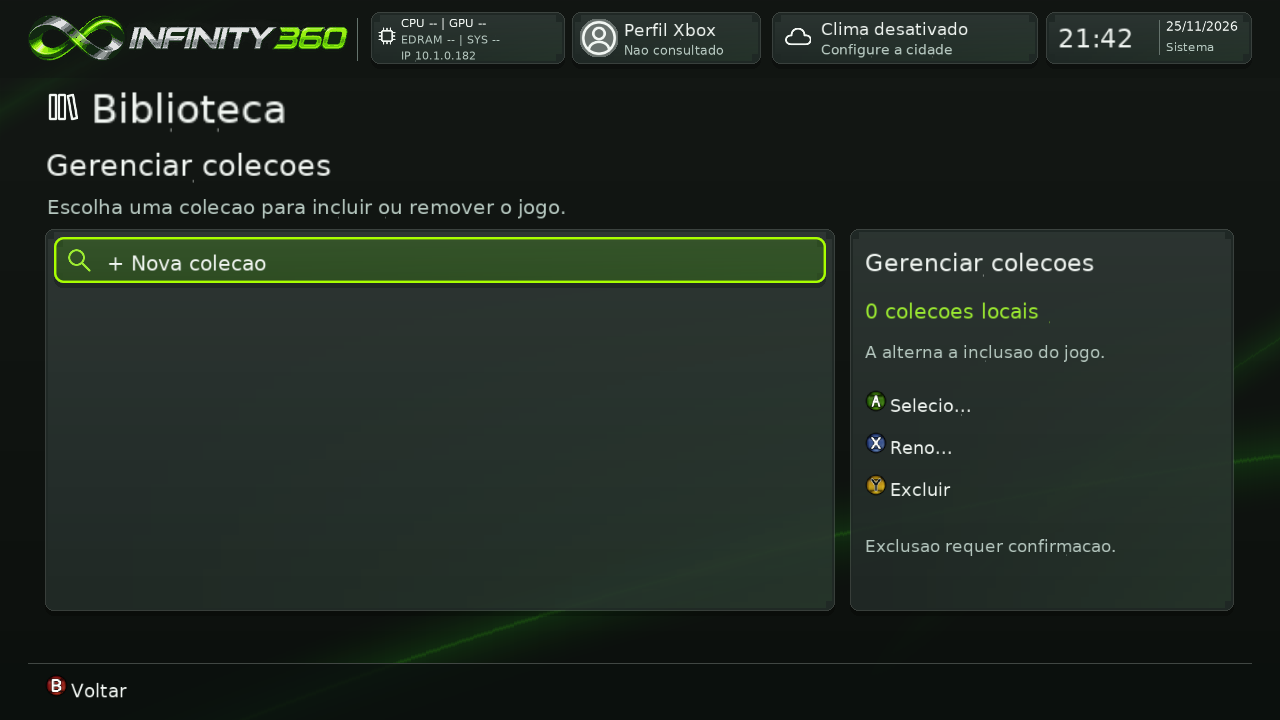 INFINITY 360
CPU -- | GPU --
EDRAM -- | SYS --
IP 10.1.0.182
Perfil Xbox
Nao consultado
Clima desativado
Configure a cidade
21:42
25/11/2026
Sistema
Biblioteca
Gerenciar colecoes
Escolha uma colecao para incluir ou remover o jogo.
+ Nova colecao
Gerenciar colecoes
0 colecoes locais
A alterna a inclusao do jogo.
A Selecio...
X Reno...
Y Excluir
Exclusao requer confirmacao.
B Voltar